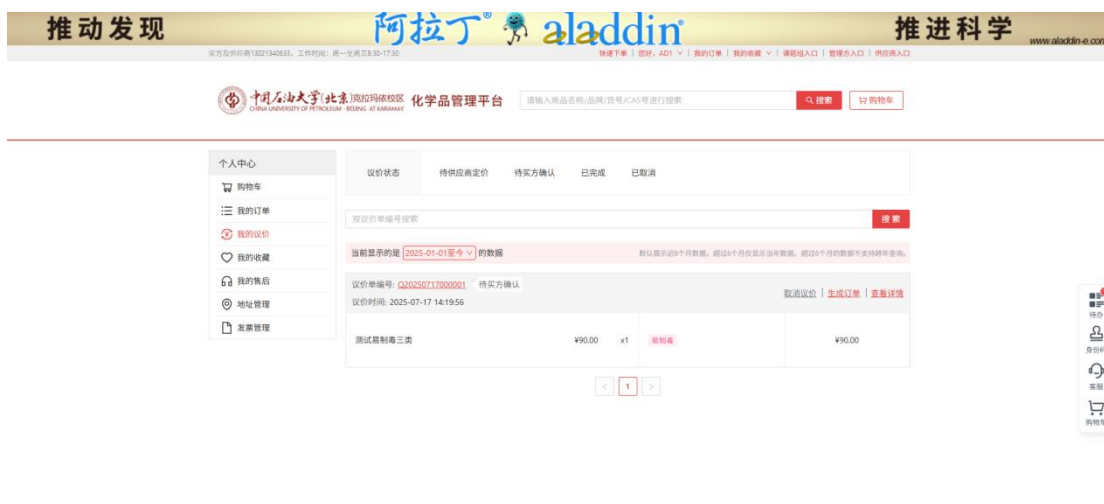 推动发现 阿拉丁® aladdin 推进科学 www.aladdin-e.com
买方及供应商13021340633，工作时间：周一至周五8:30-17:30 快速下单 | 您好，AD1 | 我的订单 | 我的收藏 | 课题组入口 | 管理方入口 | 供应商入口
中国石油大学(北京)克拉玛依校区 化学品管理平台 请输入商品名称/品牌/货号/CAS号进行搜索 搜索 购物车
CHINA UNIVERSITY OF PETROLEUM - BEIJING AT KARAMAY
个人中心
购物车
我的订单
我的议价
我的收藏
我的售后
地址管理
发票管理
议价状态 待供应商定价 待买方确认 已完成 已取消
按议价单编号搜索 搜索
当前显示的是 2025-01-01至今 的数据 默认展示近6个月数据，超过6个月仅显示当年数据，超过6个月的数据不支持跨年查询。
议价单编号: Q20250717000001 待买方确认
议价时间: 2025-07-17 14:19:56
取消议价 | 生成订单 | 查看详情
测试易制毒三类 ¥90.00 x1 易制毒 ¥90.00
< 1 >
待办
身份码
客服
购物车